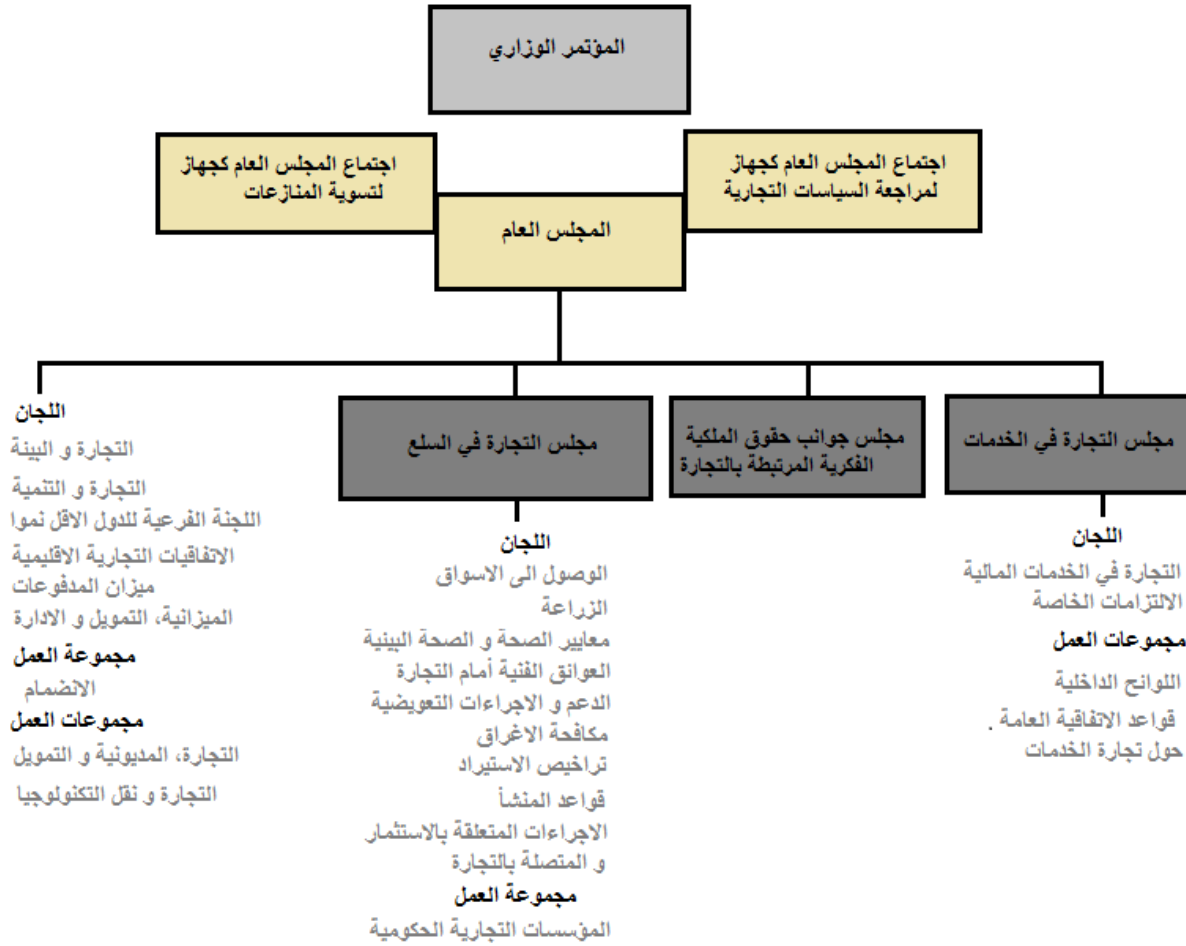 المؤتمر الوزاري
اجتماع المجلس العام كجهاز
لمراجعة السياسات التجارية
اجتماع المجلس العام كجهاز
لتسوية المنازعات
المجلس العام
مجلس التجارة في الخدمات
اللجان
التجارة في الخدمات المالية
الالتزامات الخاصة
مجموعات العمل
اللوائح الداخلية
قواعد الاتفاقية العامة .
حول تجارة الخدمات
مجلس جوانب حقوق الملكية
الفكرية المرتبطة بالتجارة
مجلس التجارة في السلع
اللجان
الوصول الى الاسواق
الزراعة
معايير الصحة و الصحة البينية
العوائق الفنية أمام التجارة
الدعم و الاجراءات التعويضية
مكافحة الاغراق
تراخيص الاستيراد
قواعد المنشأ
الاجراءات المتعلقة بالاستثمار
و المتصلة بالتجارة
مجموعة العمل
المؤسسات التجارية الحكومية
اللجان
التجارة و البيئة
التجارة و التنمية
اللجنة الفرعية للدول الاقل نموا
الاتفاقيات التجارية الاقليمية
ميزان المدفوعات
الميزانية، التمويل و الادارة
مجموعة العمل
الانضمام
مجموعات العمل
التجارة، المديونية و التمويل
التجارة و نقل التكنولوجيا